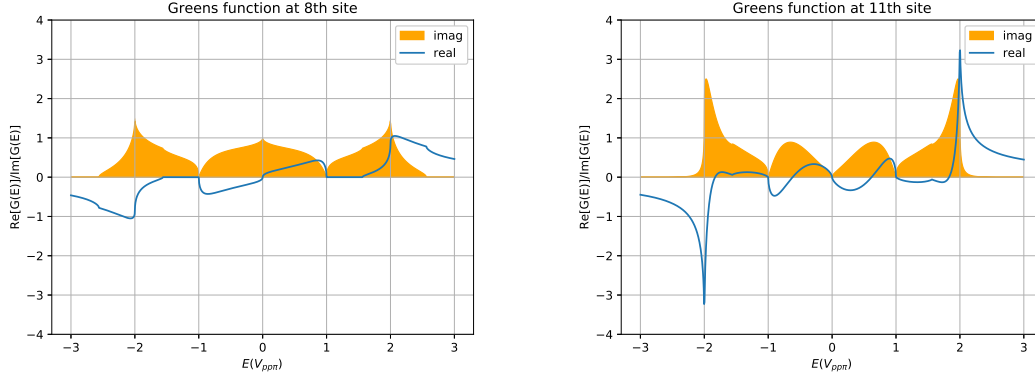 Greens function at 8th site
4
3
2
1
0
−1
−2
−3
−4
Re[G(E)]/Im[G(E)]
imag
real
−3 −2 −1 0 1 2 3
E(Vppπ)
Greens function at 11th site
4
3
2
1
0
−1
−2
−3
−4
Re[G(E)]/Im[G(E)]
imag
real
−3 −2 −1 0 1 2 3
E(Vppπ)